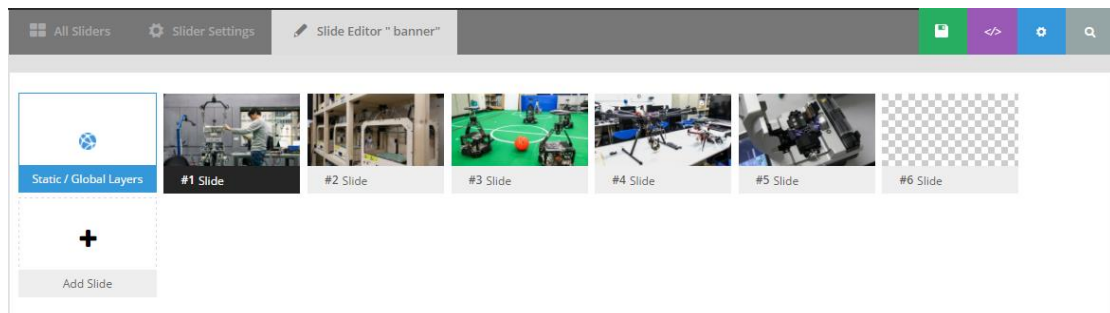 All Sliders
Slider Settings
Slide Editor " banner"
</>
Static / Global Layers
#1 Slide
#2 Slide
#3 Slide
#4 Slide
#5 Slide
#6 Slide
Add Slide